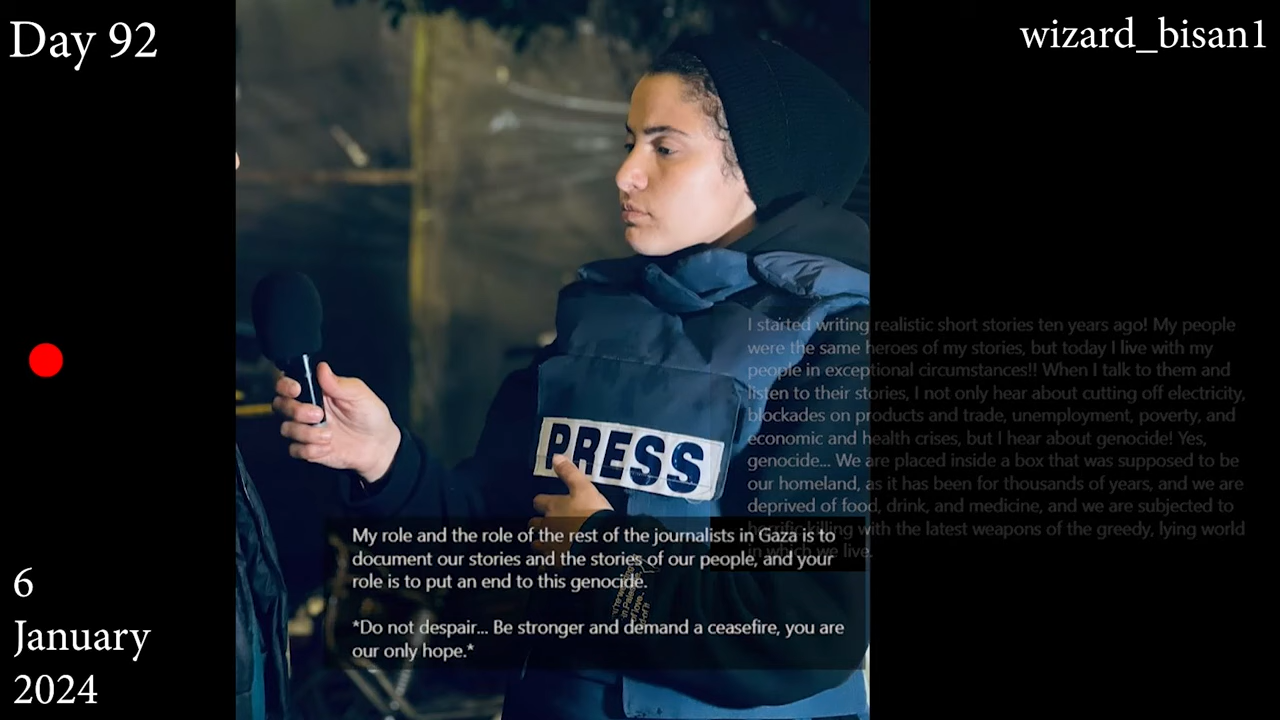 Day 92
wizard_bisan1
I started writing realistic short stories ten years ago! My people
were the same heroes of my stories, but today I live with my
people in exceptional circumstances!! When I talk to them and
listen to their stories, I not only hear about cutting off electricity,
blockades on products and trade, unemployment, poverty, and
economic and health crises, but I hear about genocide! Yes,
genocide... We are placed inside a box that was supposed to be
our homeland, as it has been for thousands of years, and we are
deprived of food, drink, and medicine, and we are subjected to
horrific killing with the latest weapons of the greedy, lying world
in which we live.
PRESS
My role and the role of the rest of the journalists in Gaza is to
document our stories and the stories of our people, and your
role is to put an end to this genocide.
*Do not despair... Be stronger and demand a ceasefire, you are
our only hope.*
6
January
2024